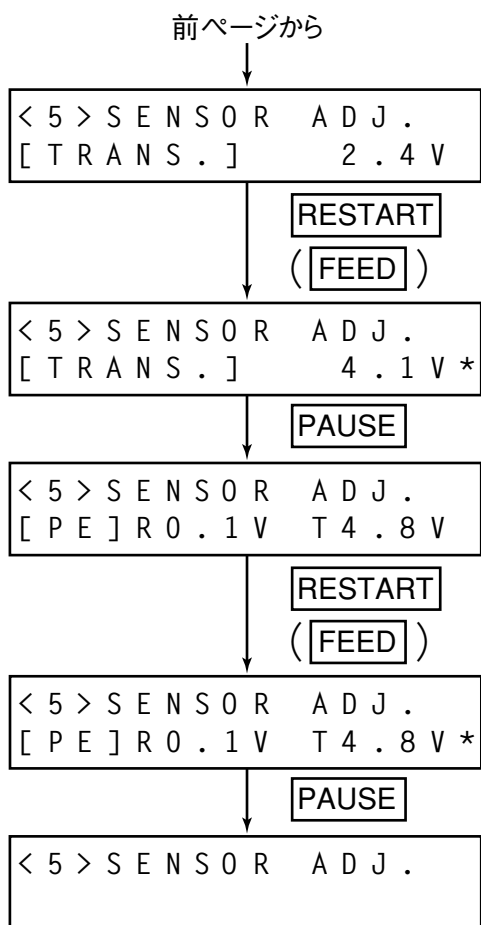 前ページから
<5>SENSOR ADJ.
[TRANS.] 2.4V
RESTART
(FEED)
<5>SENSOR ADJ.
[TRANS.] 4.1V*
PAUSE
<5>SENSOR ADJ.
[PE]R0.1V T4.8V
RESTART
(FEED)
<5>SENSOR ADJ.
[PE]R0.1V T4.8V*
PAUSE
<5>SENSOR ADJ.